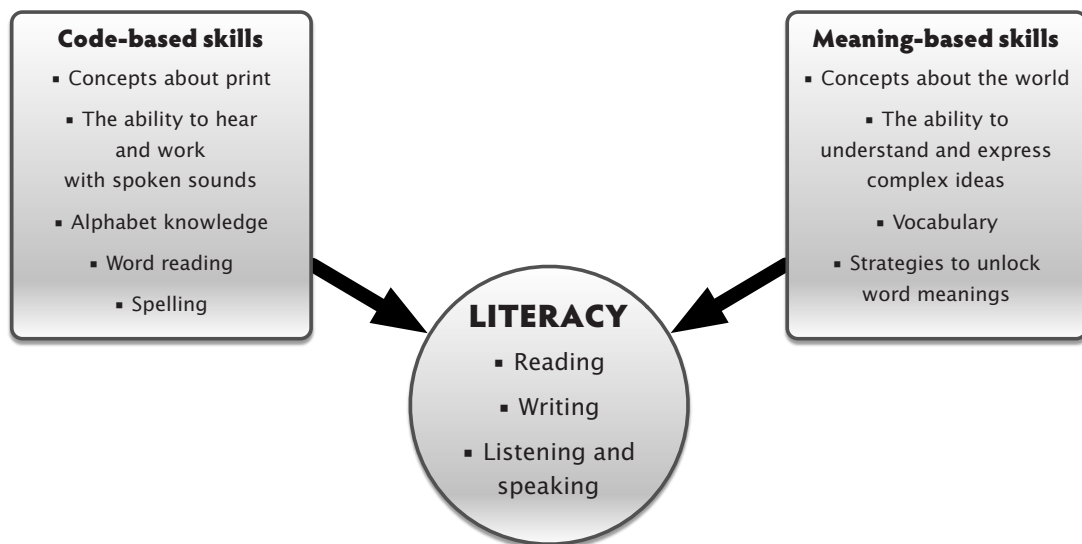 Code-based skills
▪ Concepts about print
▪ The ability to hear
and work
with spoken sounds
▪ Alphabet knowledge
▪ Word reading
▪ Spelling
Meaning-based skills
▪ Concepts about the world
▪ The ability to
understand and express
complex ideas
▪ Vocabulary
▪ Strategies to unlock
word meanings
LITERACY
▪ Reading
▪ Writing
▪ Listening and
speaking